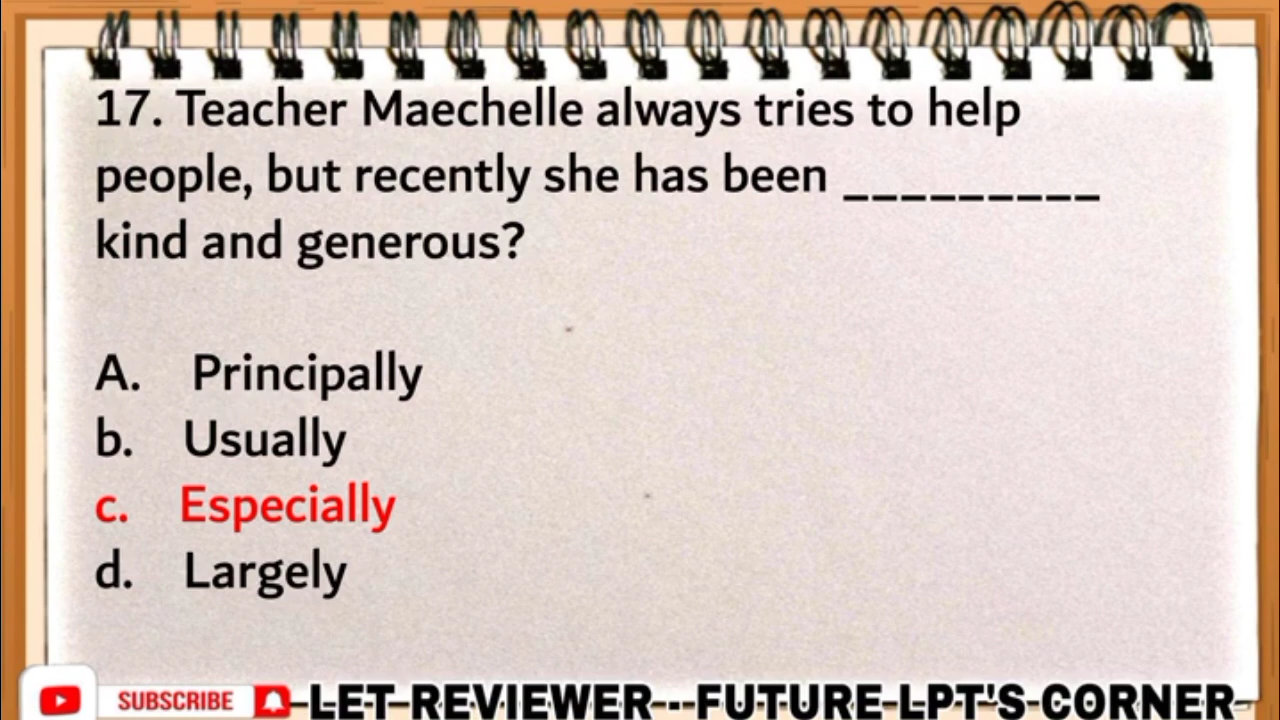 17. Teacher Maechelle always tries to help
people, but recently she has been _________
kind and generous?
A. Principally
b. Usually
c. Especially
d. Largely
SUBSCRIBE
LET REVIEWER - FUTURE LPT'S CORNER